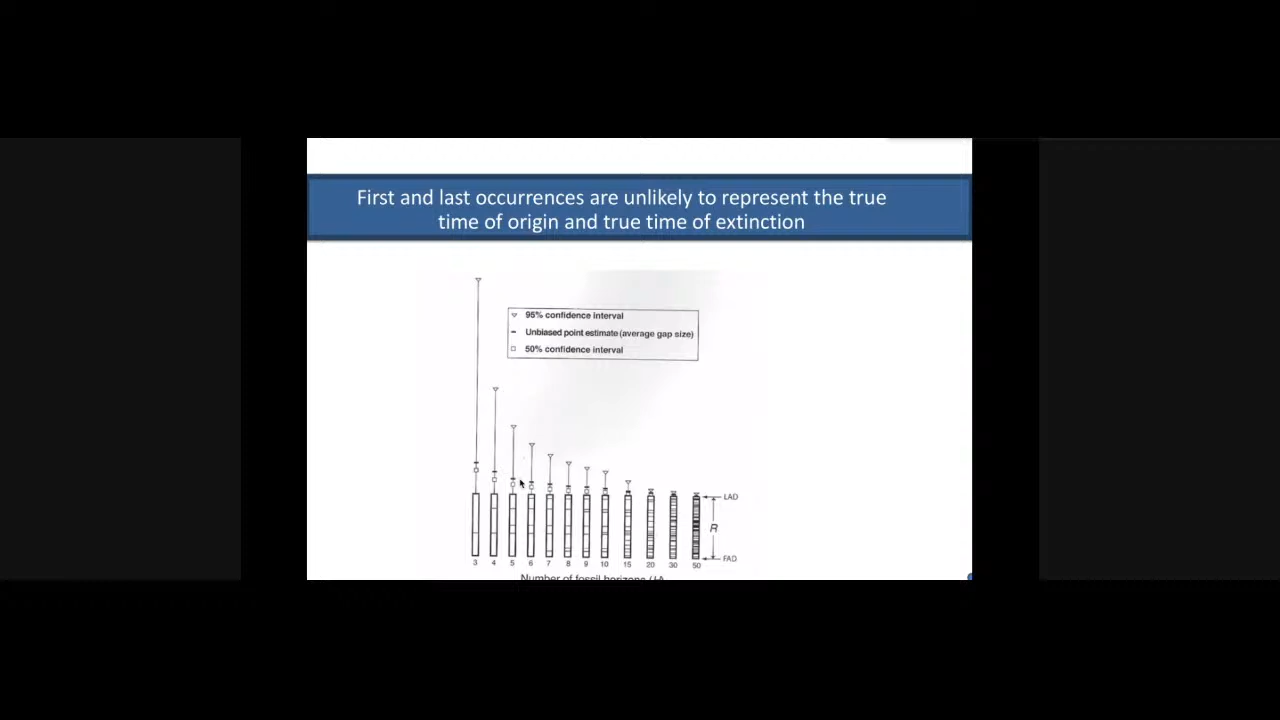 First and last occurrences are unlikely to represent the true
time of origin and true time of extinction
95% confidence interval
Unbiased point estimate (average gap size)
50% confidence interval
LAD
R
FAD
3 4 5 6 7 8 9 10 15 20 30 50
Number of fossil horizons (H)